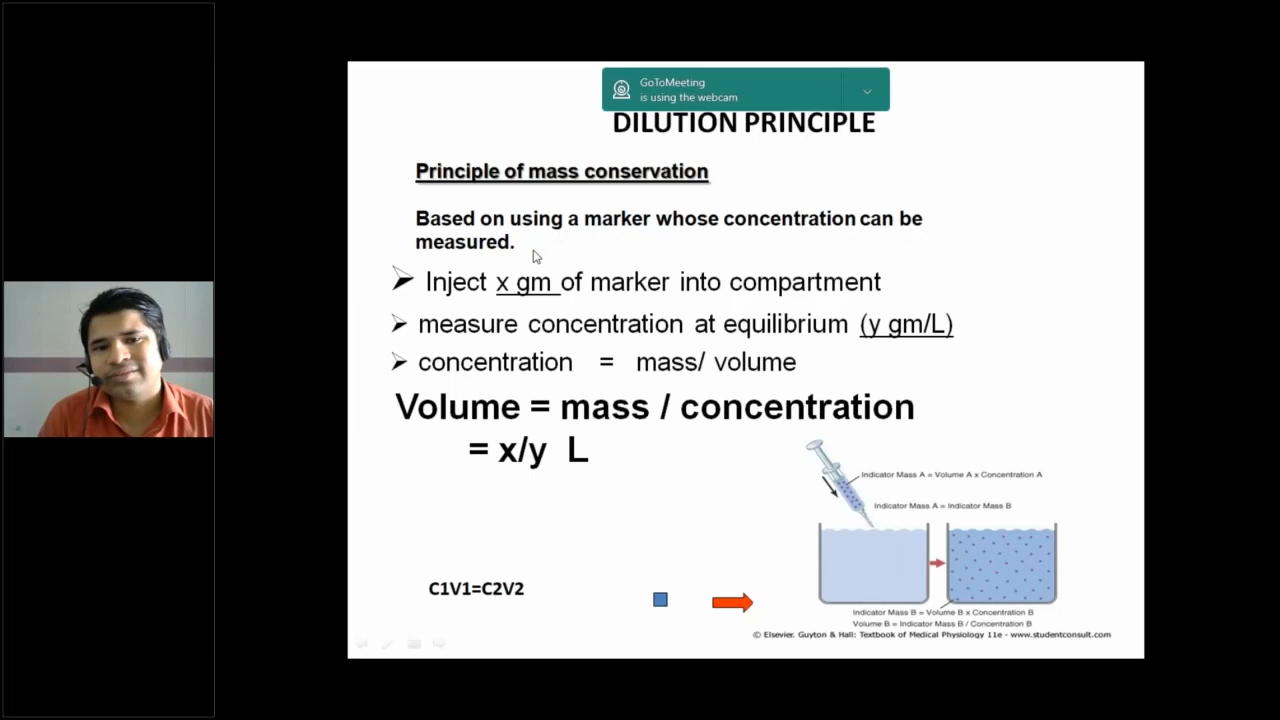 GoToMeeting
is using the webcam
DILUTION PRINCIPLE
Principle of mass conservation
Based on using a marker whose concentration can be
measured.
Inject x gm of marker into compartment
measure concentration at equilibrium (y gm/L)
concentration = mass/ volume
Volume = mass / concentration
= x/y L
Indicator Mass A = Volume A x Concentration A
Indicator Mass A = Indicator Mass B
C1V1=C2V2
Indicator Mass B = Volume B x Concentration B
Volume B = Indicator Mass B / Concentration B
© Elsevier. Guyton & Hall: Textbook of Medical Physiology 11e - www.studentconsult.com